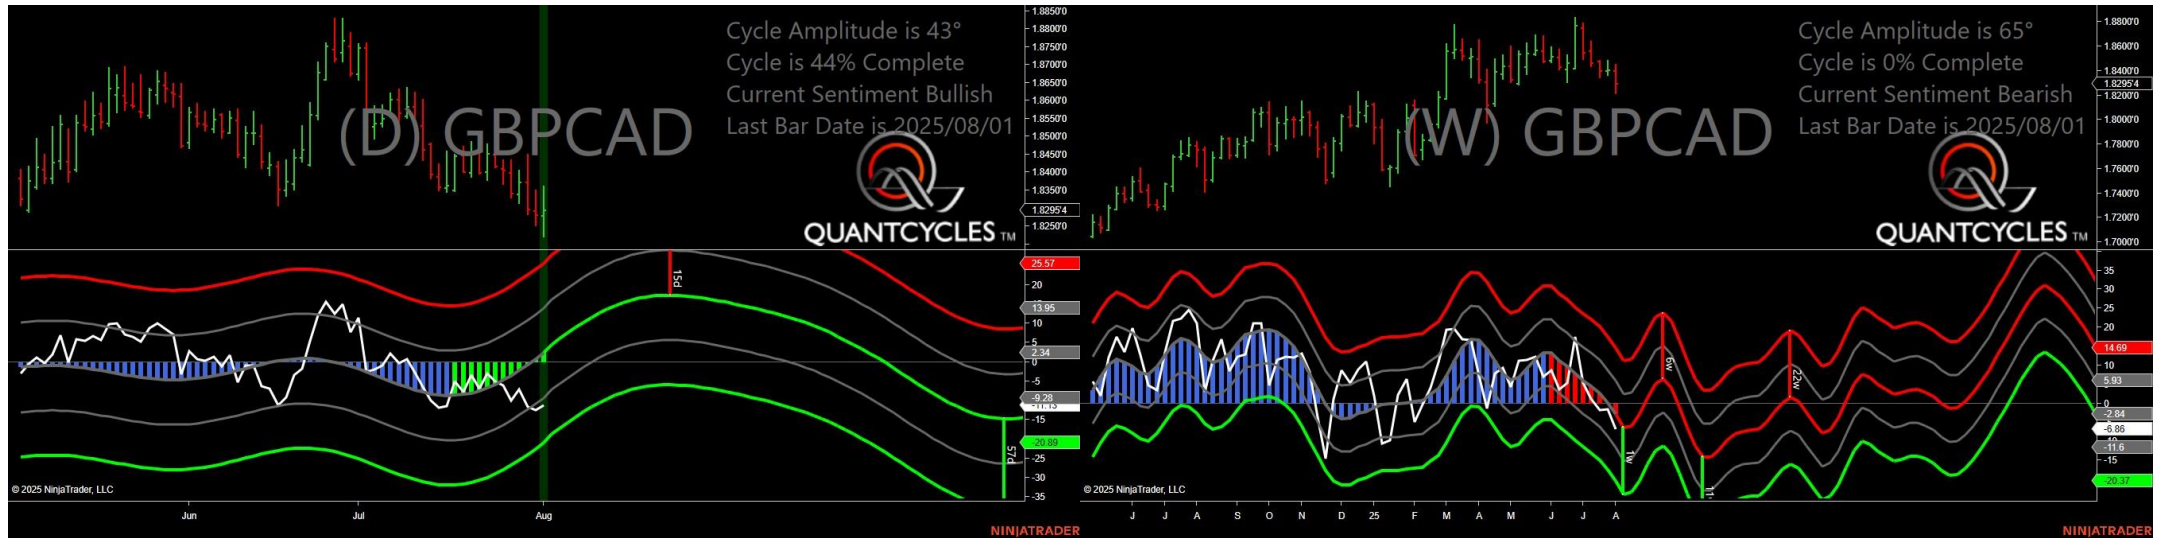 Cycle Amplitude is 43°
Cycle is 44% Complete
Current Sentiment Bullish
Last Bar Date is 2025/08/01
(D) GBPCAD
QUANTCYCLES TM
1.8850'0
1.8800'0
1.8750'0
1.8700'0
1.8650'0
1.8600'0
1.8550'0
1.8500'0
1.8450'0
1.8400'0
1.8350'0
1.8295'4
1.8250'0
15d
57d
25.57
20
13.95
10
5
2.34
0
-5
-9.28
-11.13
-15
-20.89
-25
-30
-35
© 2025 NinjaTrader, LLC
Jun
Jul
Aug
NINJATRADER
Cycle Amplitude is 65°
Cycle is 0% Complete
Current Sentiment Bearish
Last Bar Date is 2025/08/01
(W) GBPCAD
QUANTCYCLES TM
1.8800'0
1.8600'0
1.8400'0
1.8295'4
1.8200'0
1.8000'0
1.7800'0
1.7600'0
1.7400'0
1.7200'0
1.7000'0
1w
6w
11
22w
35
30
25
20
14.69
10
5.93
0
-2.84
-6.86
-11.6
-15
-20.37
© 2025 NinjaTrader, LLC
J J A S O N D 25 F M A M J J A
NINJATRADER